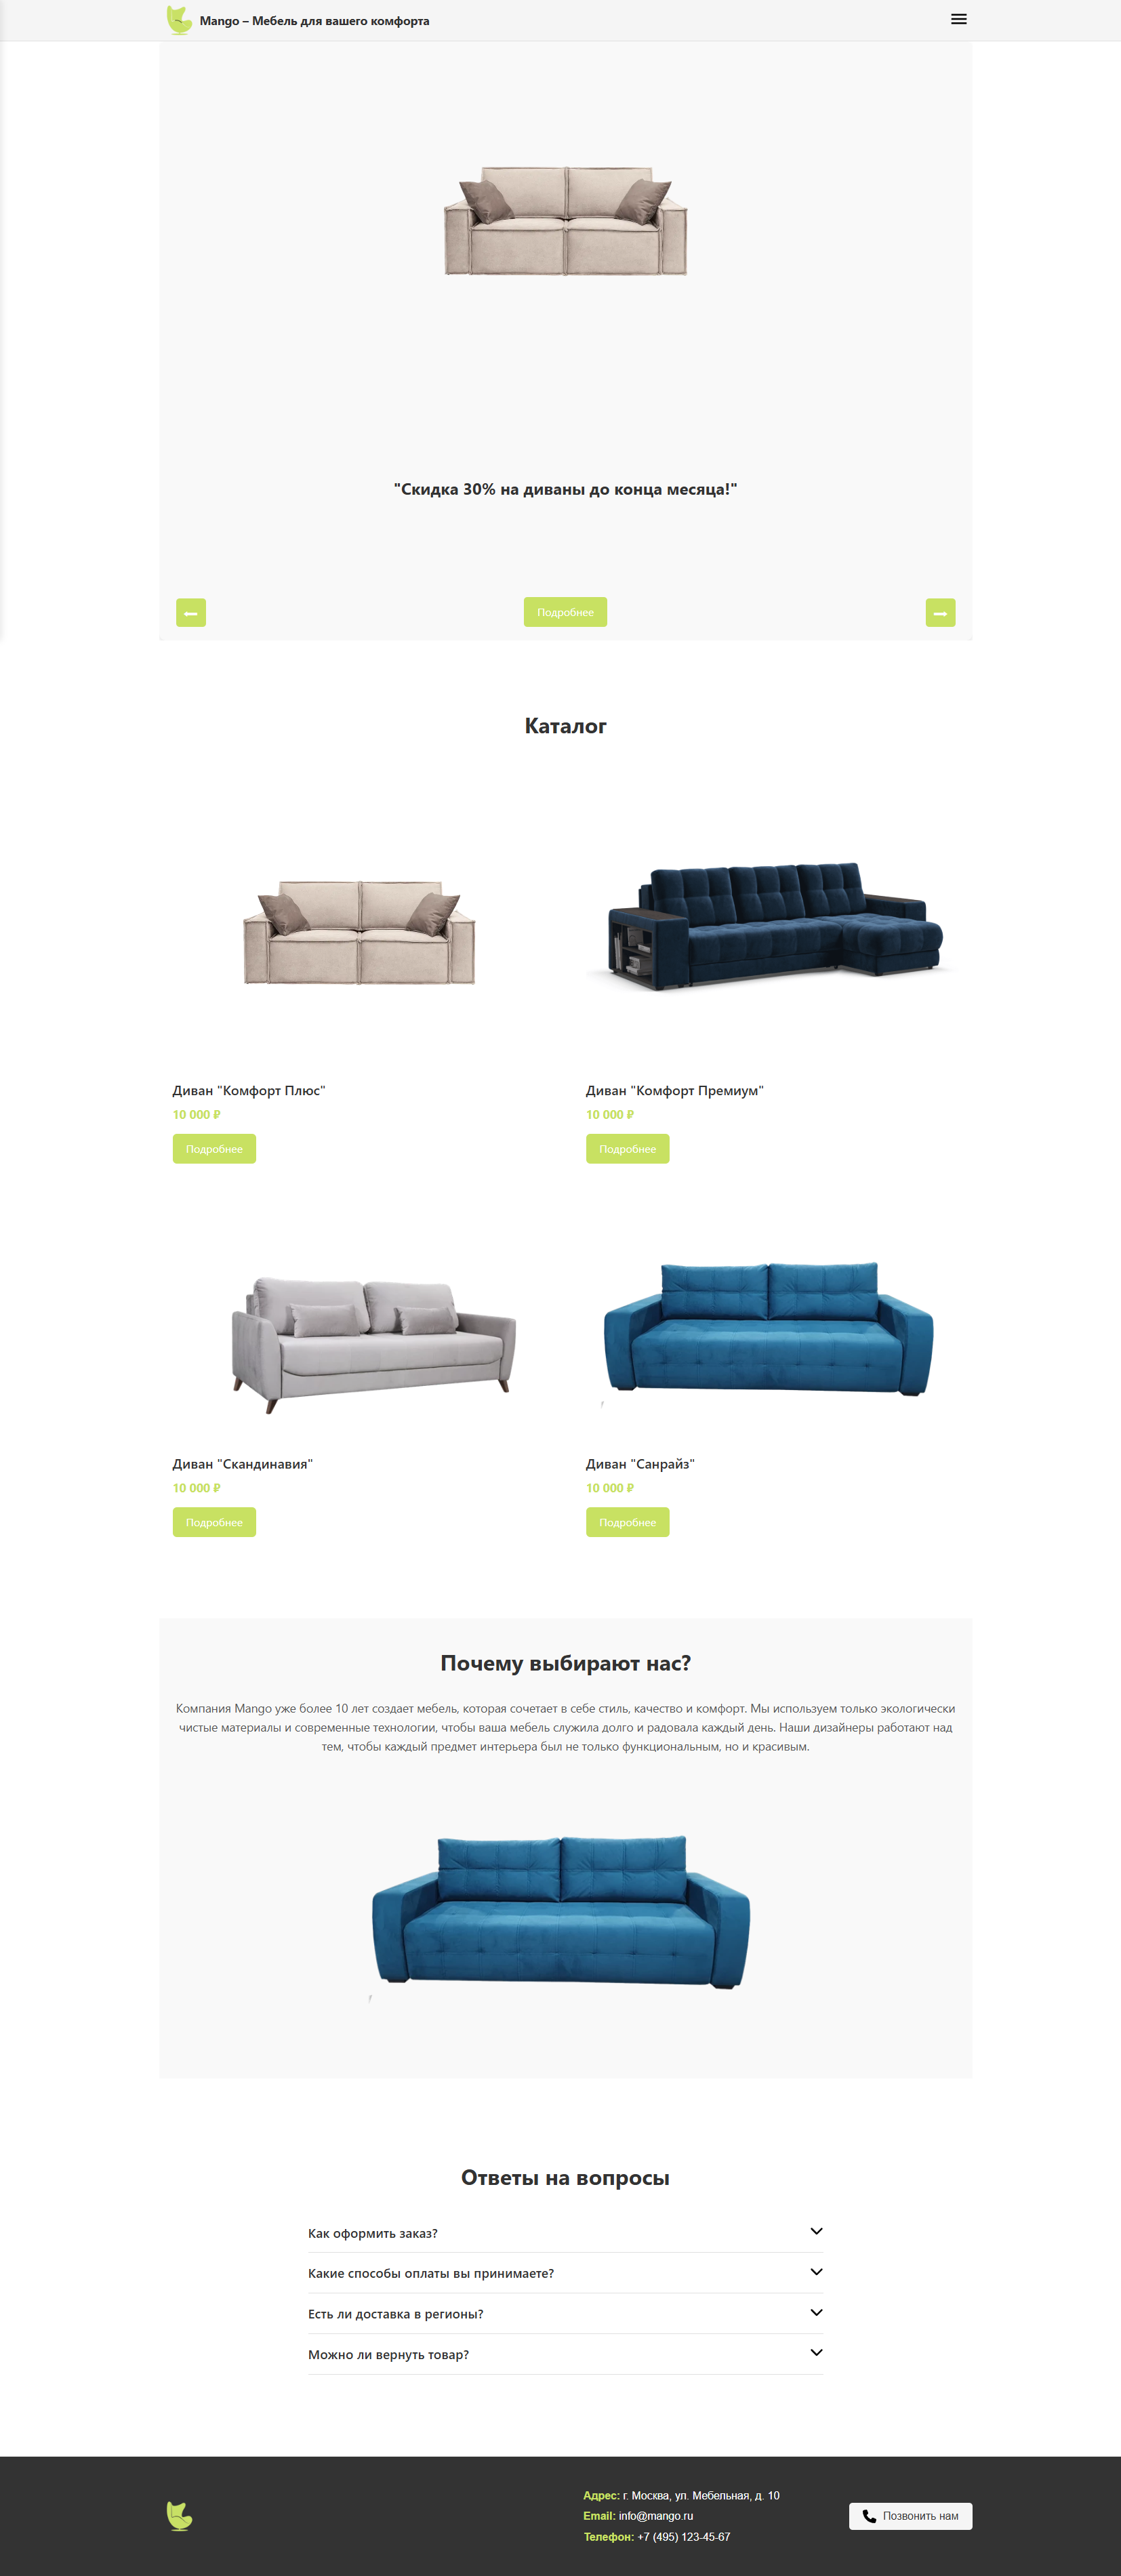 Mango – Мебель для вашего комфорта
"Скидка 30% на диваны до конца месяца!"
Подробнее
Каталог
Диван "Комфорт Плюс"
10 000 ₽
Подробнее
Диван "Комфорт Премиум"
10 000 ₽
Подробнее
Диван "Скандинавия"
10 000 ₽
Подробнее
Диван "Санрайз"
10 000 ₽
Подробнее
Почему выбирают нас?
Компания Mango уже более 10 лет создает мебель, которая сочетает в себе стиль, качество и комфорт. Мы используем только экологически
чистые материалы и современные технологии, чтобы ваша мебель служила долго и радовала каждый день. Наши дизайнеры работают над
тем, чтобы каждый предмет интерьера был не только функциональным, но и красивым.
Ответы на вопросы
Как оформить заказ?
Какие способы оплаты вы принимаете?
Есть ли доставка в регионы?
Можно ли вернуть товар?
Адрес: г. Москва, ул. Мебельная, д. 10
Email: info@mango.ru
Телефон: +7 (495) 123-45-67
Позвонить нам